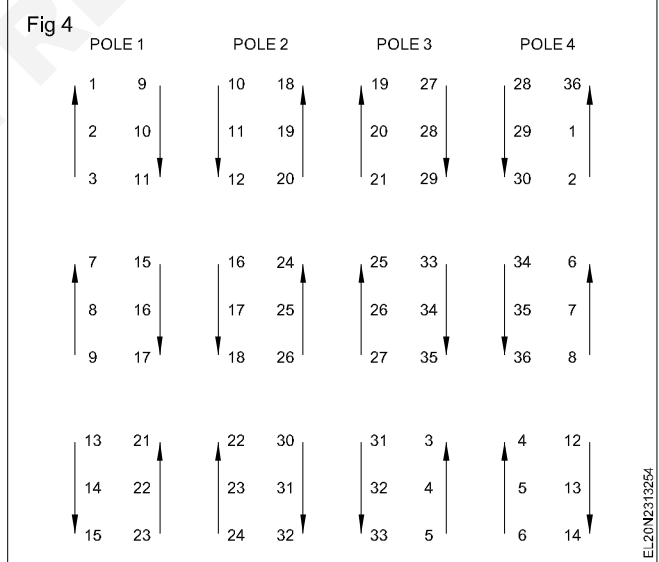 Fig 4
POLE 1 POLE 2 POLE 3 POLE 4
1 9 10 18 19 27 28 36
2 10 11 19 20 28 29 1
3 11 12 20 21 29 30 2
7 15 16 24 25 33 34 6
8 16 17 25 26 34 35 7
9 17 18 26 27 35 36 8
13 21 22 30 31 3 4 12
14 22 23 31 32 4 5 13
15 23 24 32 33 5 6 14
EL20N2313254